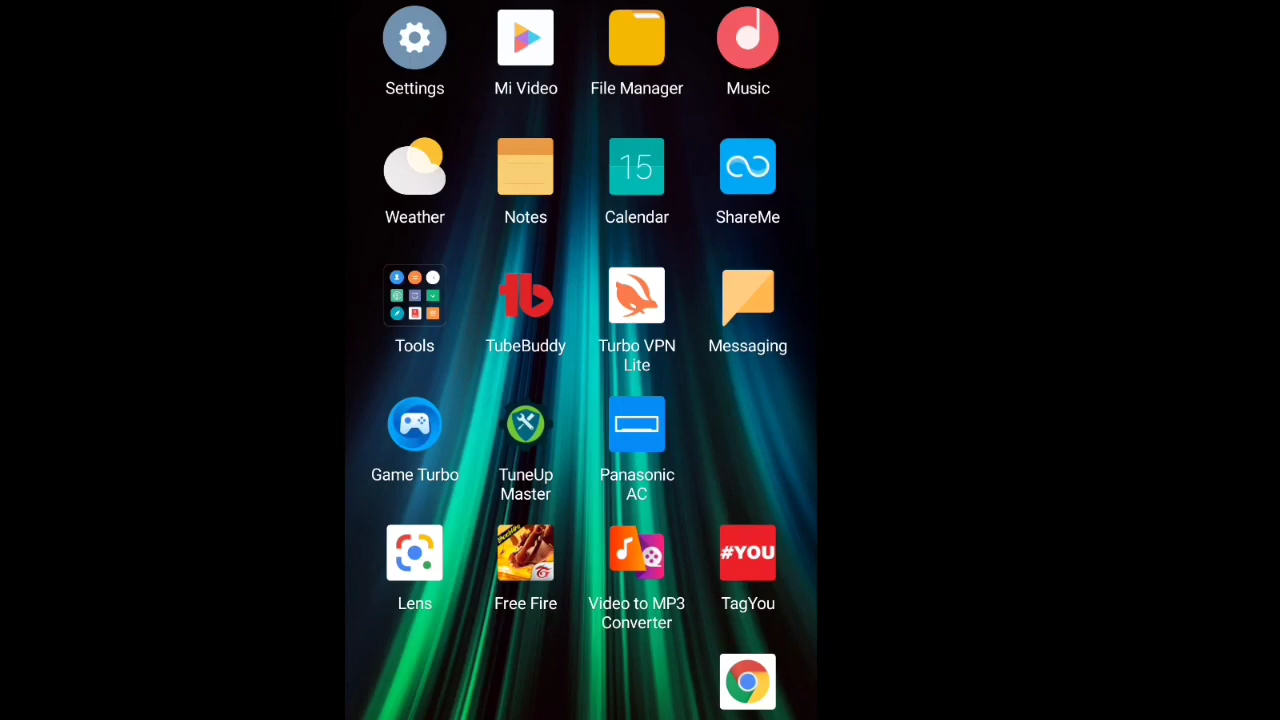 Settings
Mi Video
File Manager
Music
Weather
Notes
15
Calendar
ShareMe
Tools
TubeBuddy
Turbo VPN
Lite
Messaging
Game Turbo
TuneUp
Master
Panasonic
AC
Lens
Free Fire
Video to MP3
Converter
#YOU
TagYou